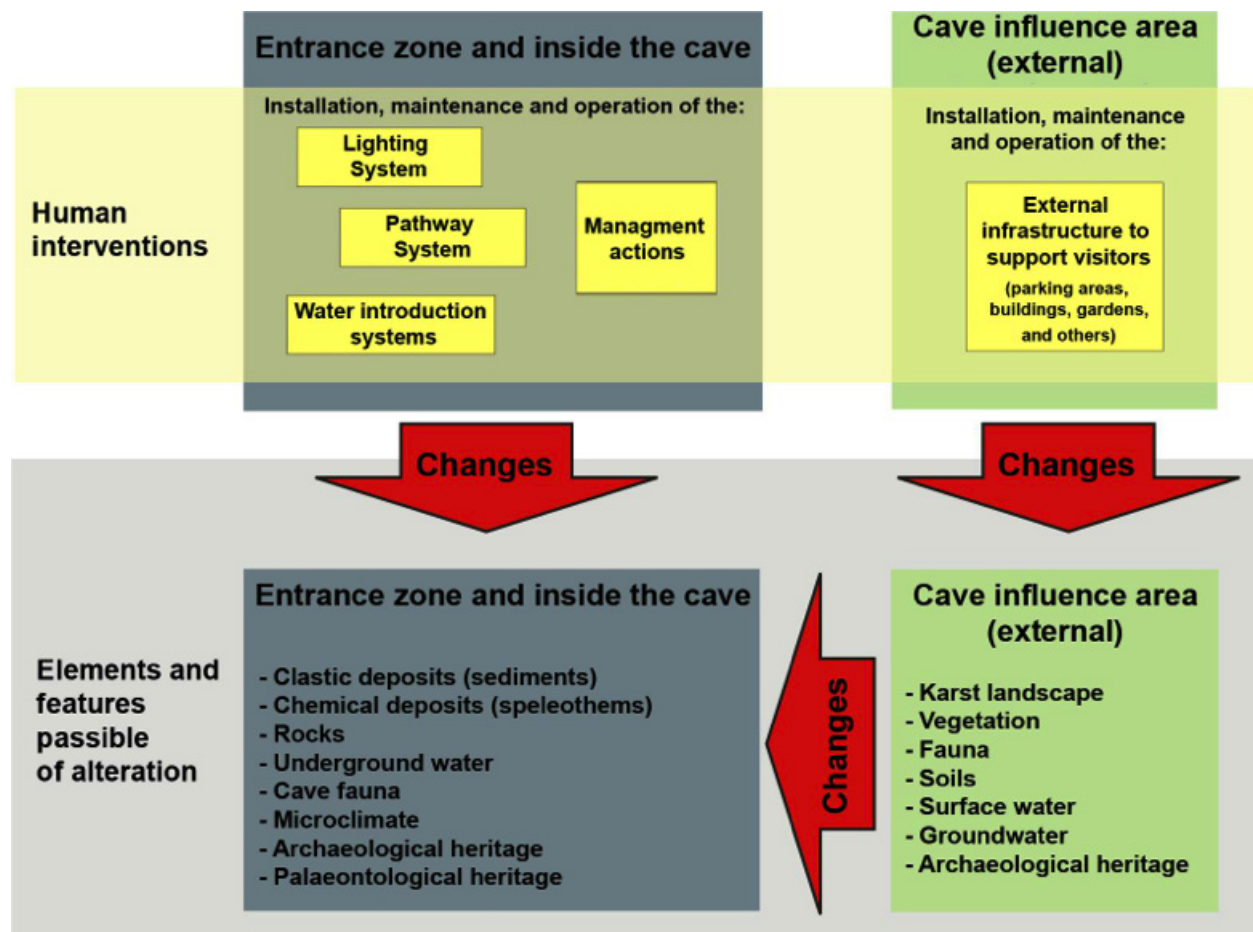 Entrance zone and inside the cave
Cave influence area
(external)
Installation, maintenance and operation of the:
Lighting
System
Pathway
System
Water introduction
systems
Managment
actions
Installation, maintenance
and operation of the:
External
infrastructure to
support visitors
(parking areas,
buildings, gardens,
and others)
Human
interventions
Changes
Changes
Elements and
features
passible
of alteration
Entrance zone and inside the cave
- Clastic deposits (sediments)
- Chemical deposits (speleothems)
- Rocks
- Underground water
- Cave fauna
- Microclimate
- Archaeological heritage
- Palaeontological heritage
Changes
Cave influence area
(external)
- Karst landscape
- Vegetation
- Fauna
- Soils
- Surface water
- Groundwater
- Archaeological heritage